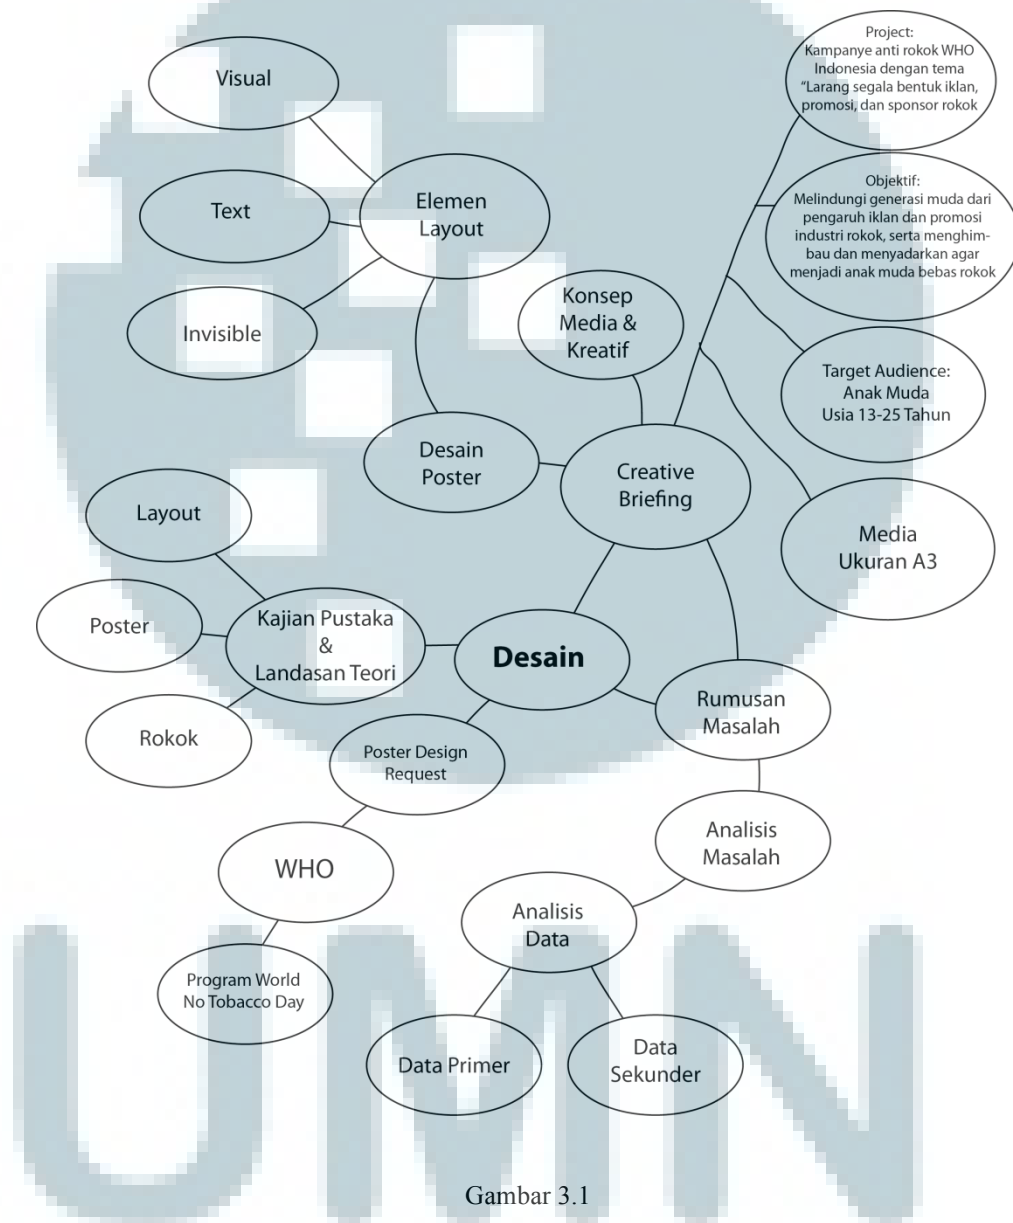 Project:
Kampanye anti rokok WHO
Indonesia dengan tema
“Larang segala bentuk iklan,
promosi, dan sponsor rokok
Visual
Objektif:
Melindungi generasi muda dari
pengaruh iklan dan promosi
industri rokok, serta menghim-
bau dan menyadarkan agar
menjadi anak muda bebas rokok
Text
Elemen
Layout
Invisible
Konsep
Media &
Kreatif
Target Audience:
Anak Muda
Usia 13-25 Tahun
Desain
Poster
Creative
Briefing
Layout
Media
Ukuran A3
Poster
Kajian Pustaka
&
Landasan Teori
Desain
Rumusan
Masalah
Rokok
Poster Design
Request
Analisis
Masalah
WHO
Analisis
Data
Program World
No Tobacco Day
Data Primer
Data
Sekunder
UMN
Gambar 3.1